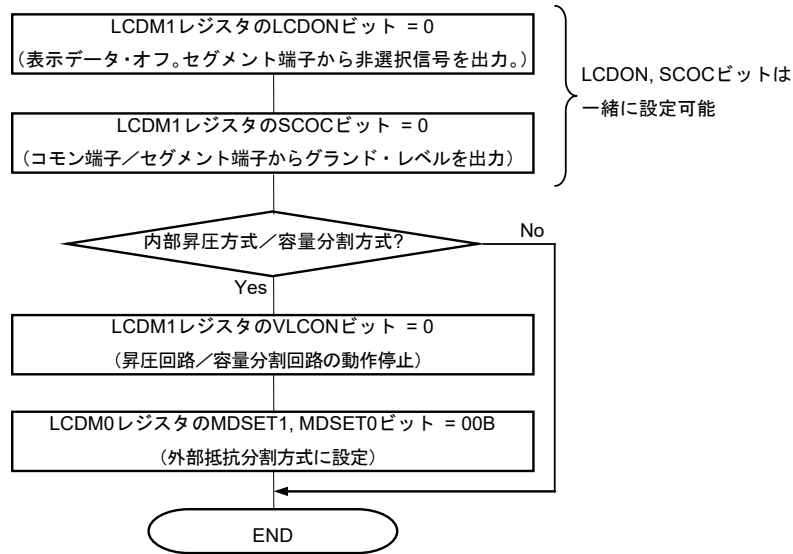 LCDM1レジスタのLCDONビット = 0
（表示データ・オフ。セグメント端子から非選択信号を出力。）
LCDON, SCOCビットは
一緒に設定可能
LCDM1レジスタのSCOCビット = 0
（コモン端子／セグメント端子からグランド・レベルを出力）
内部昇圧方式／容量分割方式?
No
Yes
LCDM1レジスタのVLCONビット = 0
（昇圧回路／容量分割回路の動作停止）
LCDM0レジスタのMDSET1, MDSET0ビット = 00B
（外部抵抗分割方式に設定）
END